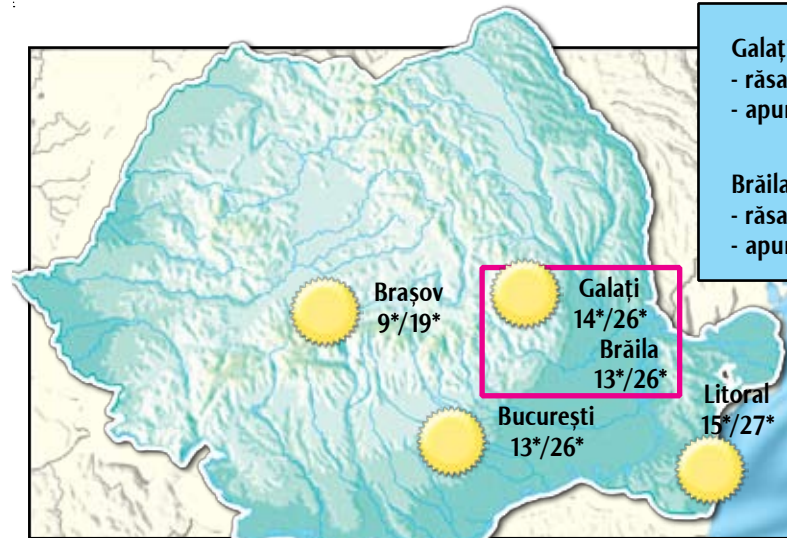 Galaț
- răsa
- apu
Brăila
- răsa
- apu
Brașov
9*/19*
Galați
14*/26*
Brăila
13*/26*
București
13*/26*
Litoral
15*/27*